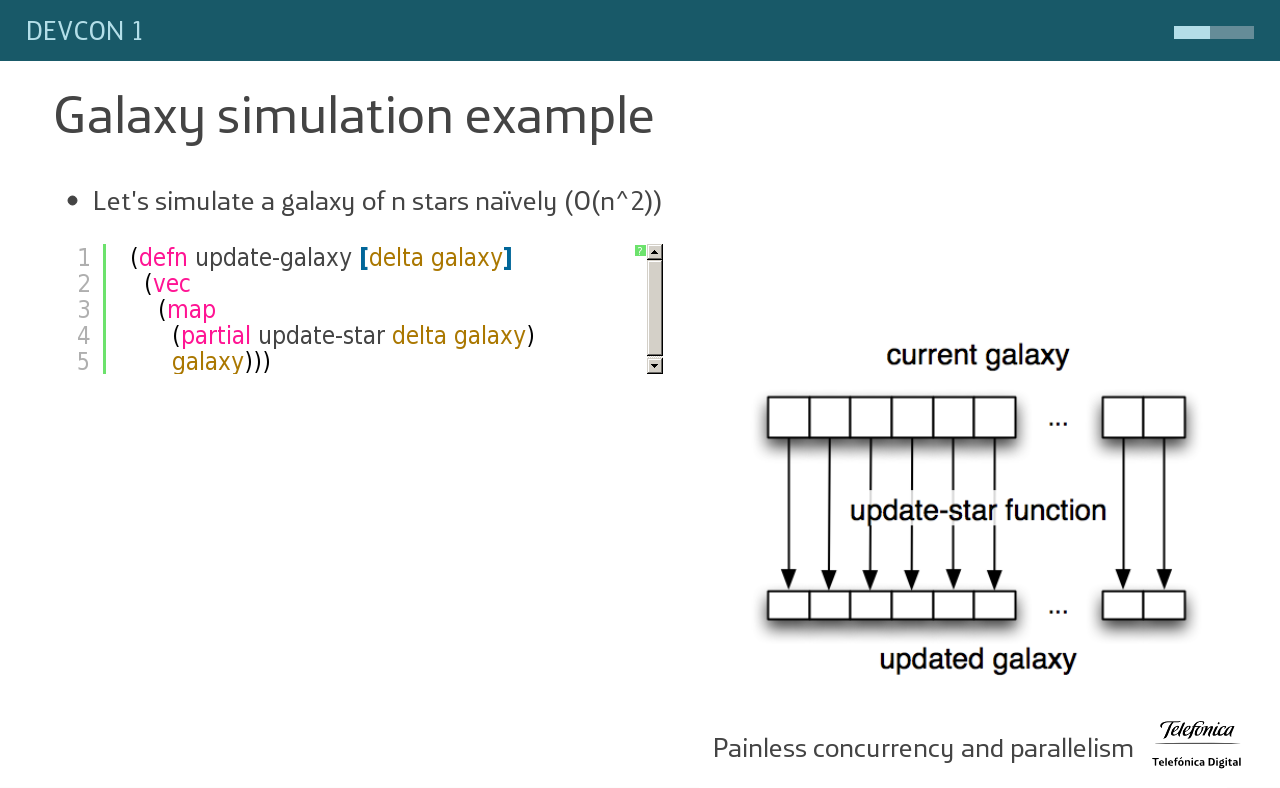 DEVCON 1
Galaxy simulation example
• Let's simulate a galaxy of n stars naïvely (O(n^2))
?
1 (defn update-galaxy [delta galaxy]
2 (vec
3 (map
4 (partial update-star delta galaxy)
5 galaxy)))
current galaxy
...
update-star function
...
updated galaxy
Painless concurrency and parallelism
Telefónica
Telefónica Digital